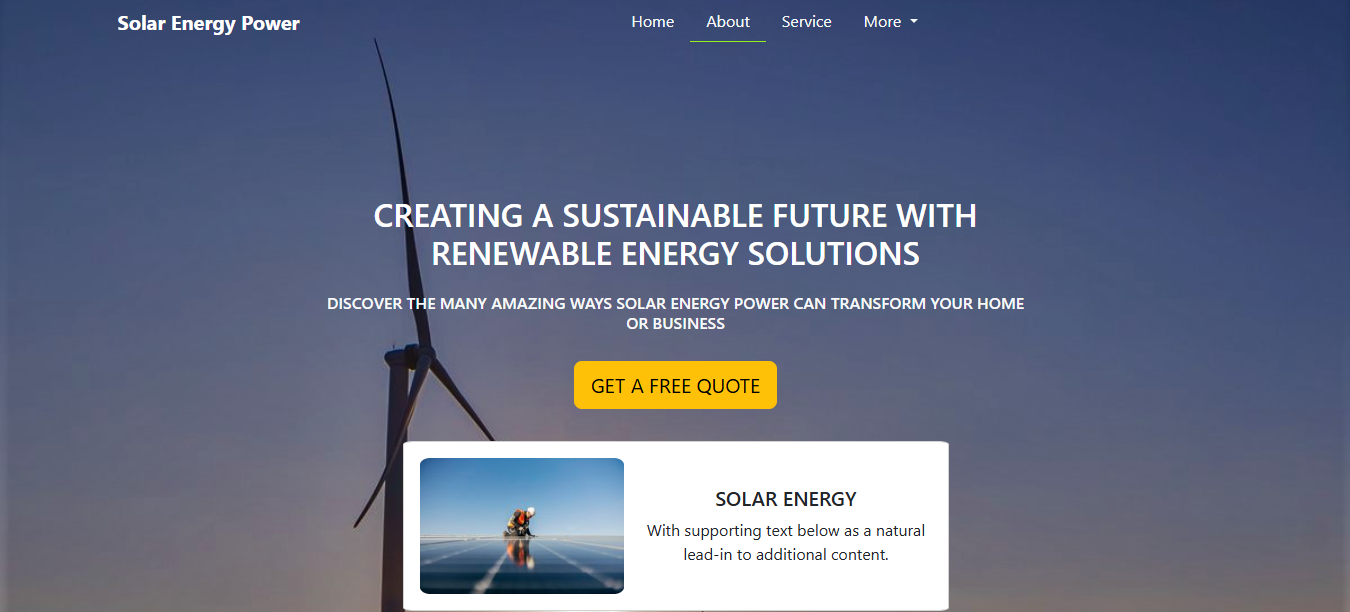 Solar Energy Power
Home About Service More
CREATING A SUSTAINABLE FUTURE WITH
RENEWABLE ENERGY SOLUTIONS
DISCOVER THE MANY AMAZING WAYS SOLAR ENERGY POWER CAN TRANSFORM YOUR HOME
OR BUSINESS
GET A FREE QUOTE
SOLAR ENERGY
With supporting text below as a natural
lead-in to additional content.